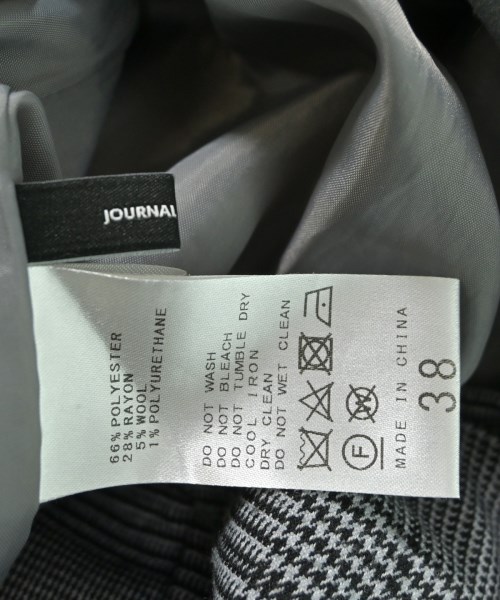 JOURNAL
66% POLYESTER
28% RAYON
5% WOOL
1% POLYURETHANE
DO NOT WASH
DO NOT BLEACH
DO NOT TUMBLE DRY
COOL IRON
DRY CLEAN
DO NOT WET CLEAN
F
W
MADE IN CHINA
38